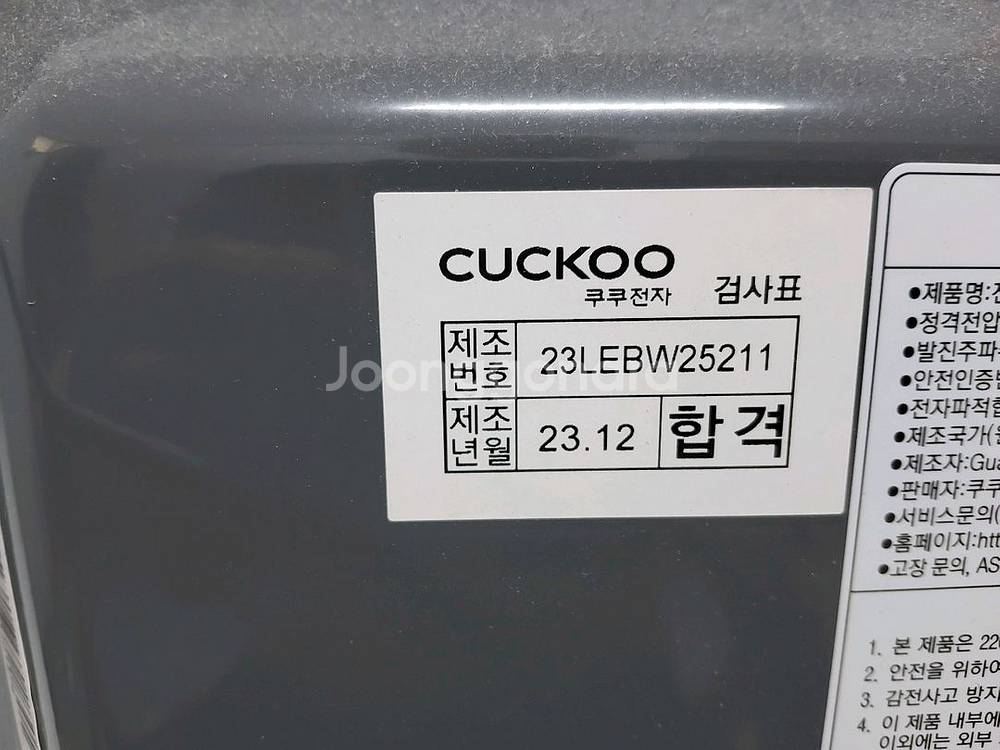 CUCKOO
쿠쿠전자 검사표
제조번호 23LEBW25211
제조년월 23.12 합격
●제품명:
●정격전압
●발진주파
●안전인증
●전자파적합
●제조국가(
●제조자:Gua
●판매자:쿠쿠
●서비스문의(
●홈페이지:htt
●고장 문의, AS
1. 본 제품은 220
2. 안전을 위하여
3. 감전사고 방지
4. 이 제품 내부에
이외에는 외부